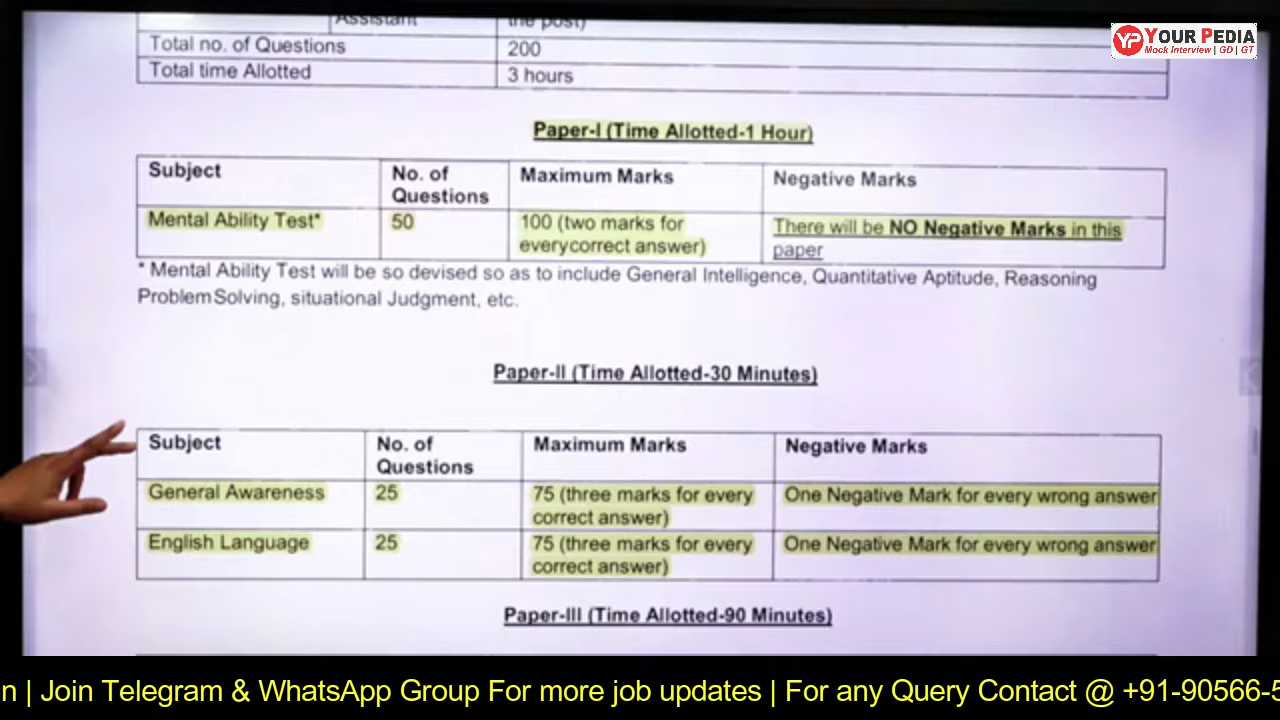 Assistant
the post)
YP YOUR PEDIA
Mock Interview | GD | GT
Total no. of Questions
200
Total time Allotted
3 hours
Paper-I (Time Allotted-1 Hour)
Subject
No. of
Questions
Maximum Marks
Negative Marks
Mental Ability Test*
50
100 (two marks for
everycorrect answer)
There will be NO Negative Marks in this
paper
* Mental Ability Test will be so devised so as to include General Intelligence, Quantitative Aptitude, Reasoning
ProblemSolving, situational Judgment, etc.
Paper-II (Time Allotted-30 Minutes)
Subject
No. of
Questions
Maximum Marks
Negative Marks
General Awareness
25
75 (three marks for every
correct answer)
One Negative Mark for every wrong answer
English Language
25
75 (three marks for every
correct answer)
One Negative Mark for every wrong answer
Paper-III (Time Allotted-90 Minutes)
n | Join Telegram & WhatsApp Group For more job updates | For any Query Contact @ +91-90566-5